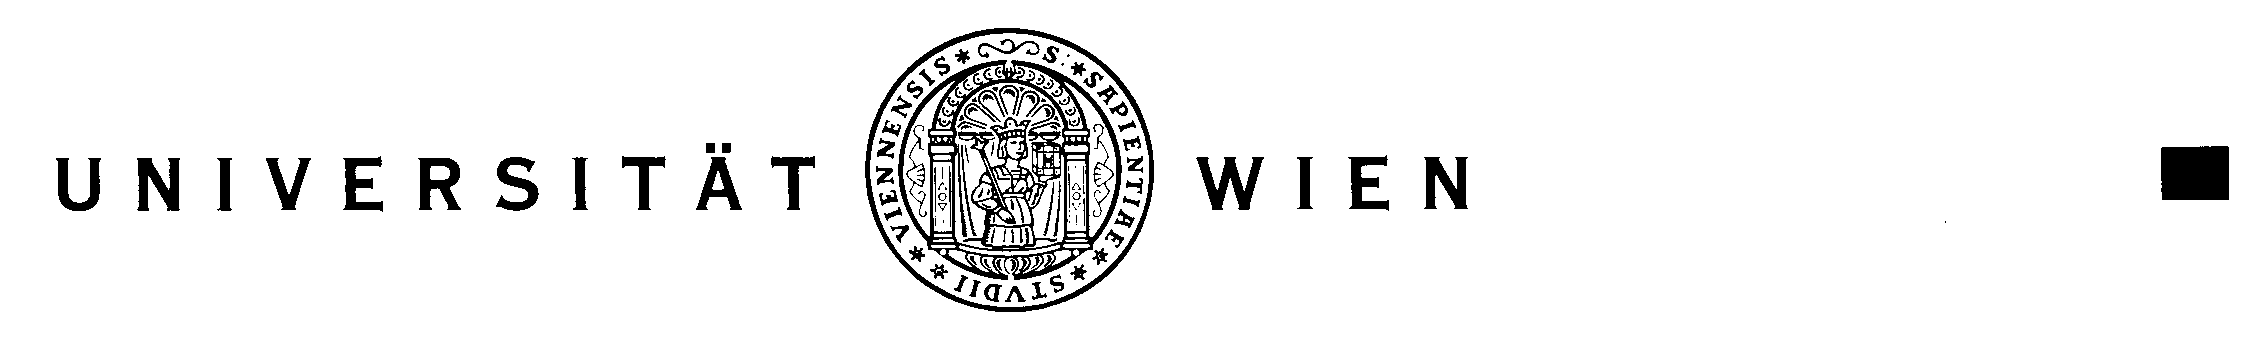 UNIVERSITÄT WIEN
S: * SAPIENTIAE * * STVDII * * VIENNENSIS *